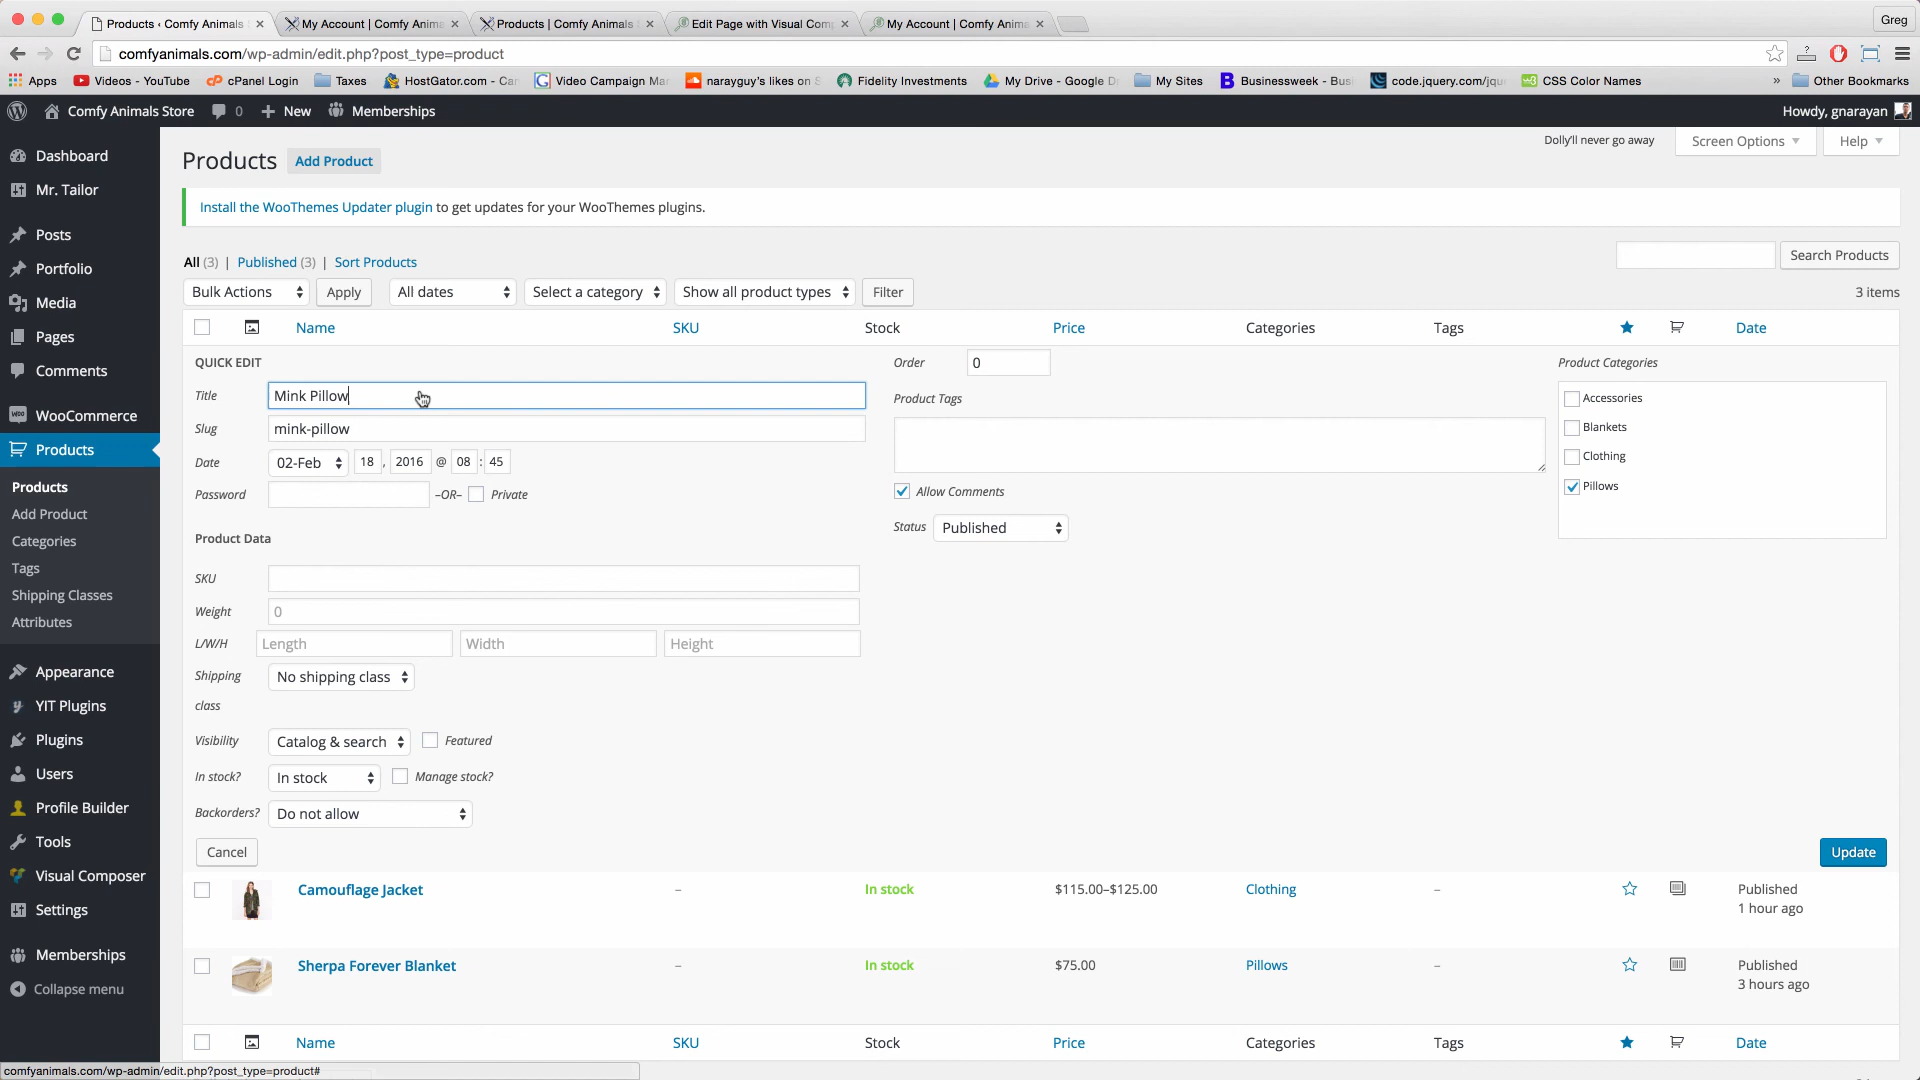 Products ‹ Comfy Animals
My Account | Comfy Anima
Products | Comfy Animals
Edit Page with Visual Com
My Account | Comfy Anima
Greg
comfyanimals.com/wp-admin/edit.php?post_type=product
Apps
Videos - YouTube
cPanel Login
Taxes
HostGator.com - Car
Video Campaign Mar
narayguy's likes on S
Fidelity Investments
My Drive - Google D
My Sites
Businessweek - Busi
code.jquery.com/jqu
CSS Color Names
» Other Bookmarks
Comfy Animals Store
0
New
Memberships
Howdy, gnarayan
Dashboard
Mr. Tailor
Posts
Portfolio
Media
Pages
Comments
WooCommerce
Products
Products
Add Product
Categories
Tags
Shipping Classes
Attributes
Appearance
YIT Plugins
Plugins
Users
Profile Builder
Tools
Visual Composer
Settings
Memberships
Collapse menu
Dolly'll never go away
Screen Options
Help
Products Add Product
Install the WooThemes Updater plugin to get updates for your WooThemes plugins.
All (3) | Published (3) | Sort Products
Search Products
Bulk Actions Apply All dates Select a category Show all product types Filter
3 items
Name SKU Stock Price Categories Tags Date
QUICK EDIT
Title Mink Pillow
Slug mink-pillow
Date 02-Feb 18 , 2016 @ 08 : 45
Password –OR– Private
Product Data
SKU
Weight 0
L/W/H Length Width Height
Shipping class No shipping class
Visibility Catalog & search Featured
In stock? In stock Manage stock?
Backorders? Do not allow
Order 0
Product Tags
Allow Comments
Status Published
Product Categories
Accessories
Blankets
Clothing
Pillows
Cancel Update
Camouflage Jacket – In stock $115.00–$125.00 Clothing – Published
1 hour ago
Sherpa Forever Blanket – In stock $75.00 Pillows – Published
3 hours ago
Name SKU Stock Price Categories Tags Date
comfyanimals.com/wp-admin/edit.php?post_type=product#